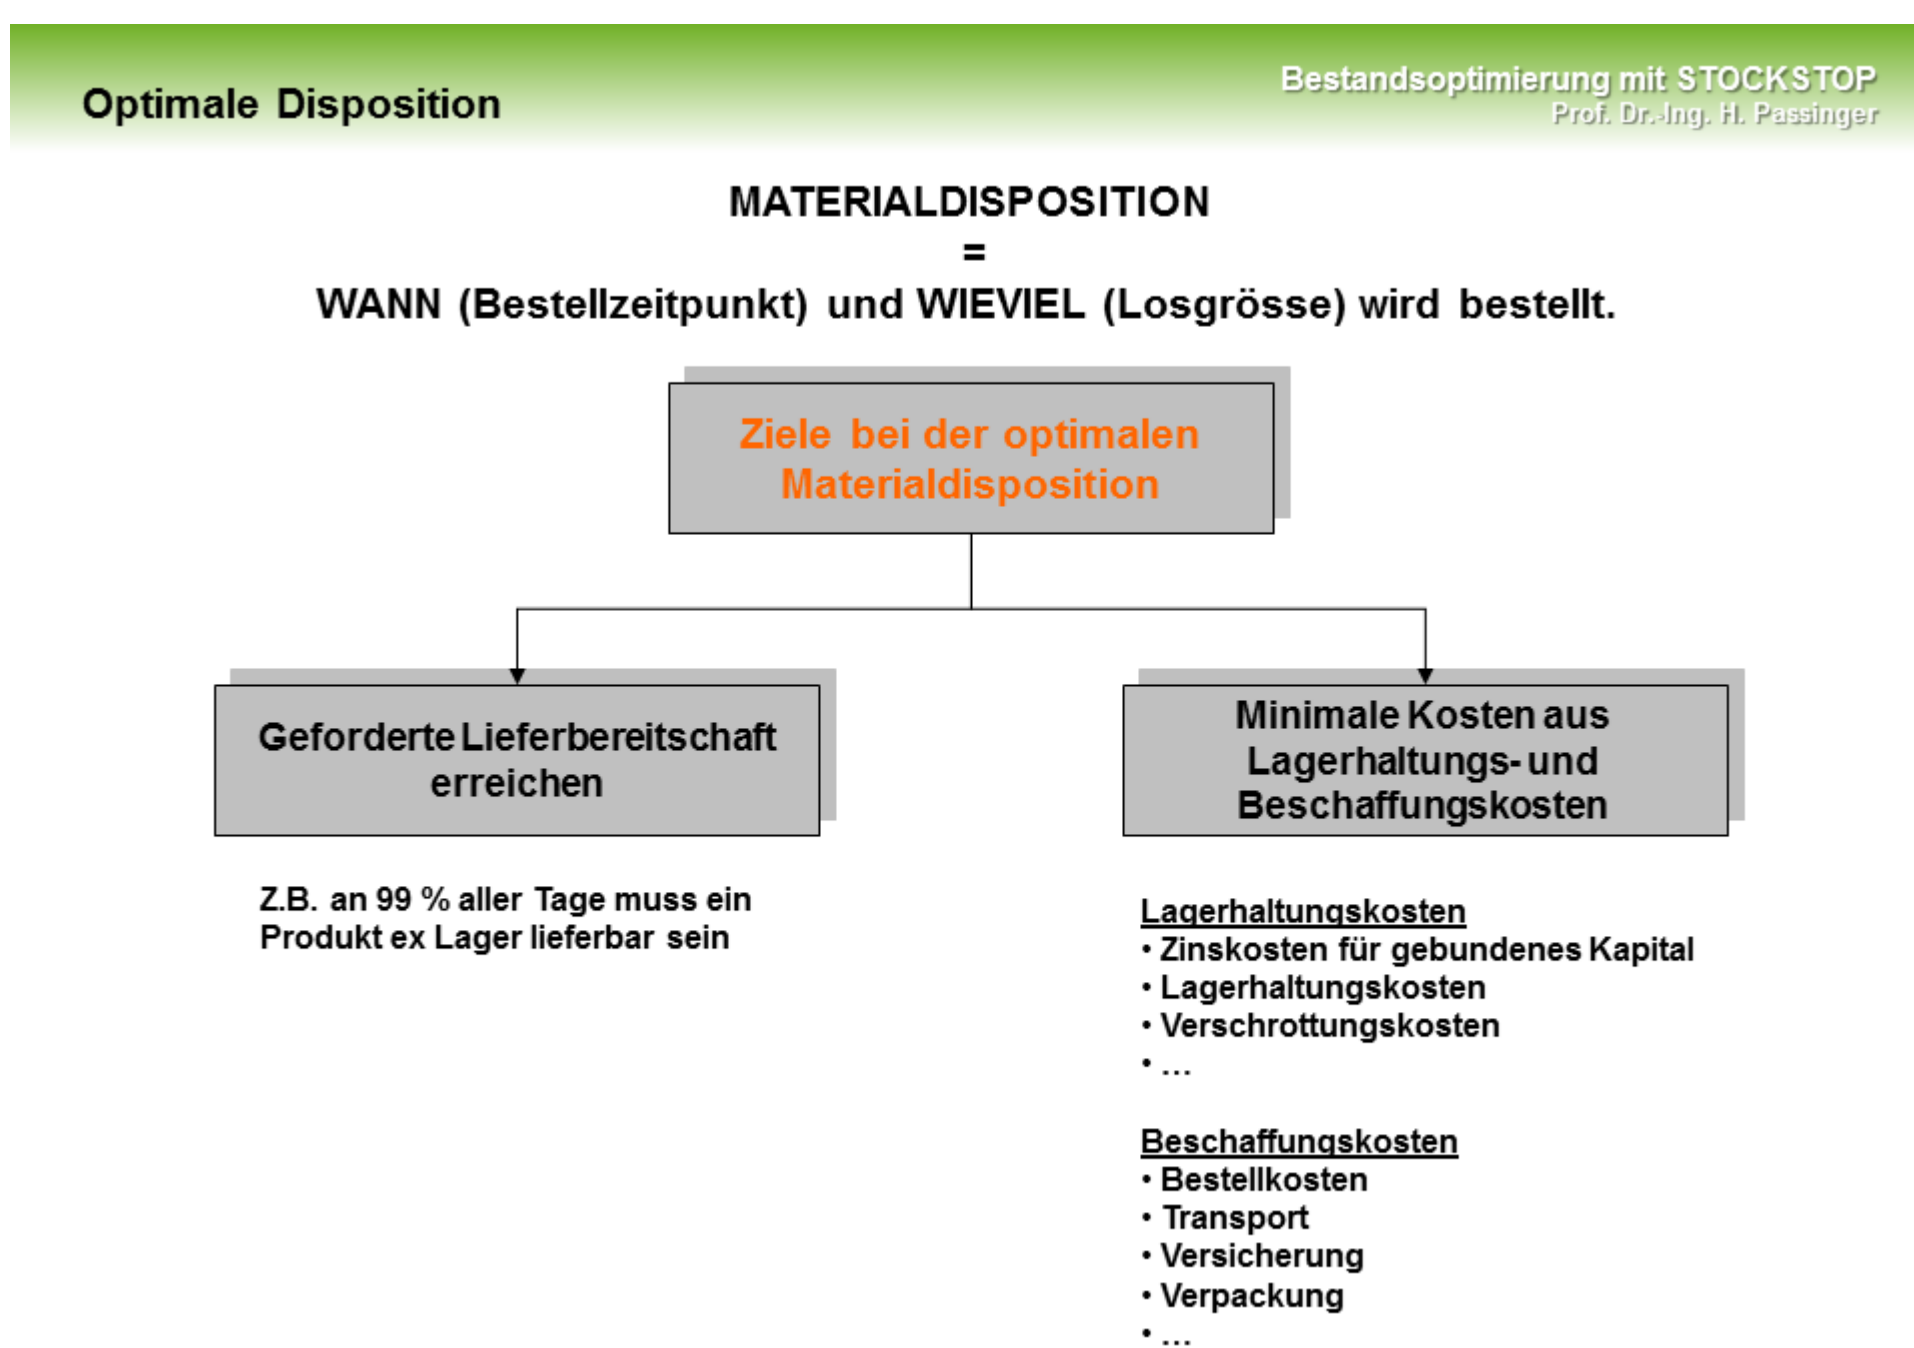 Optimale Disposition
Bestandsoptimierung mit STOCKSTOP
Prof. Dr.-Ing. H. Passinger
MATERIALDISPOSITION
=
WANN (Bestellzeitpunkt) und WIEVIEL (Losgrösse) wird bestellt.
Ziele bei der optimalen
Materialdisposition
Geforderte Lieferbereitschaft
erreichen
Z.B. an 99 % aller Tage muss ein
Produkt ex Lager lieferbar sein
Minimale Kosten aus
Lagerhaltungs- und
Beschaffungskosten
Lagerhaltungskosten
• Zinskosten für gebundenes Kapital
• Lagerhaltungskosten
• Verschrottungskosten
• …
Beschaffungskosten
• Bestellkosten
• Transport
• Versicherung
• Verpackung
• …